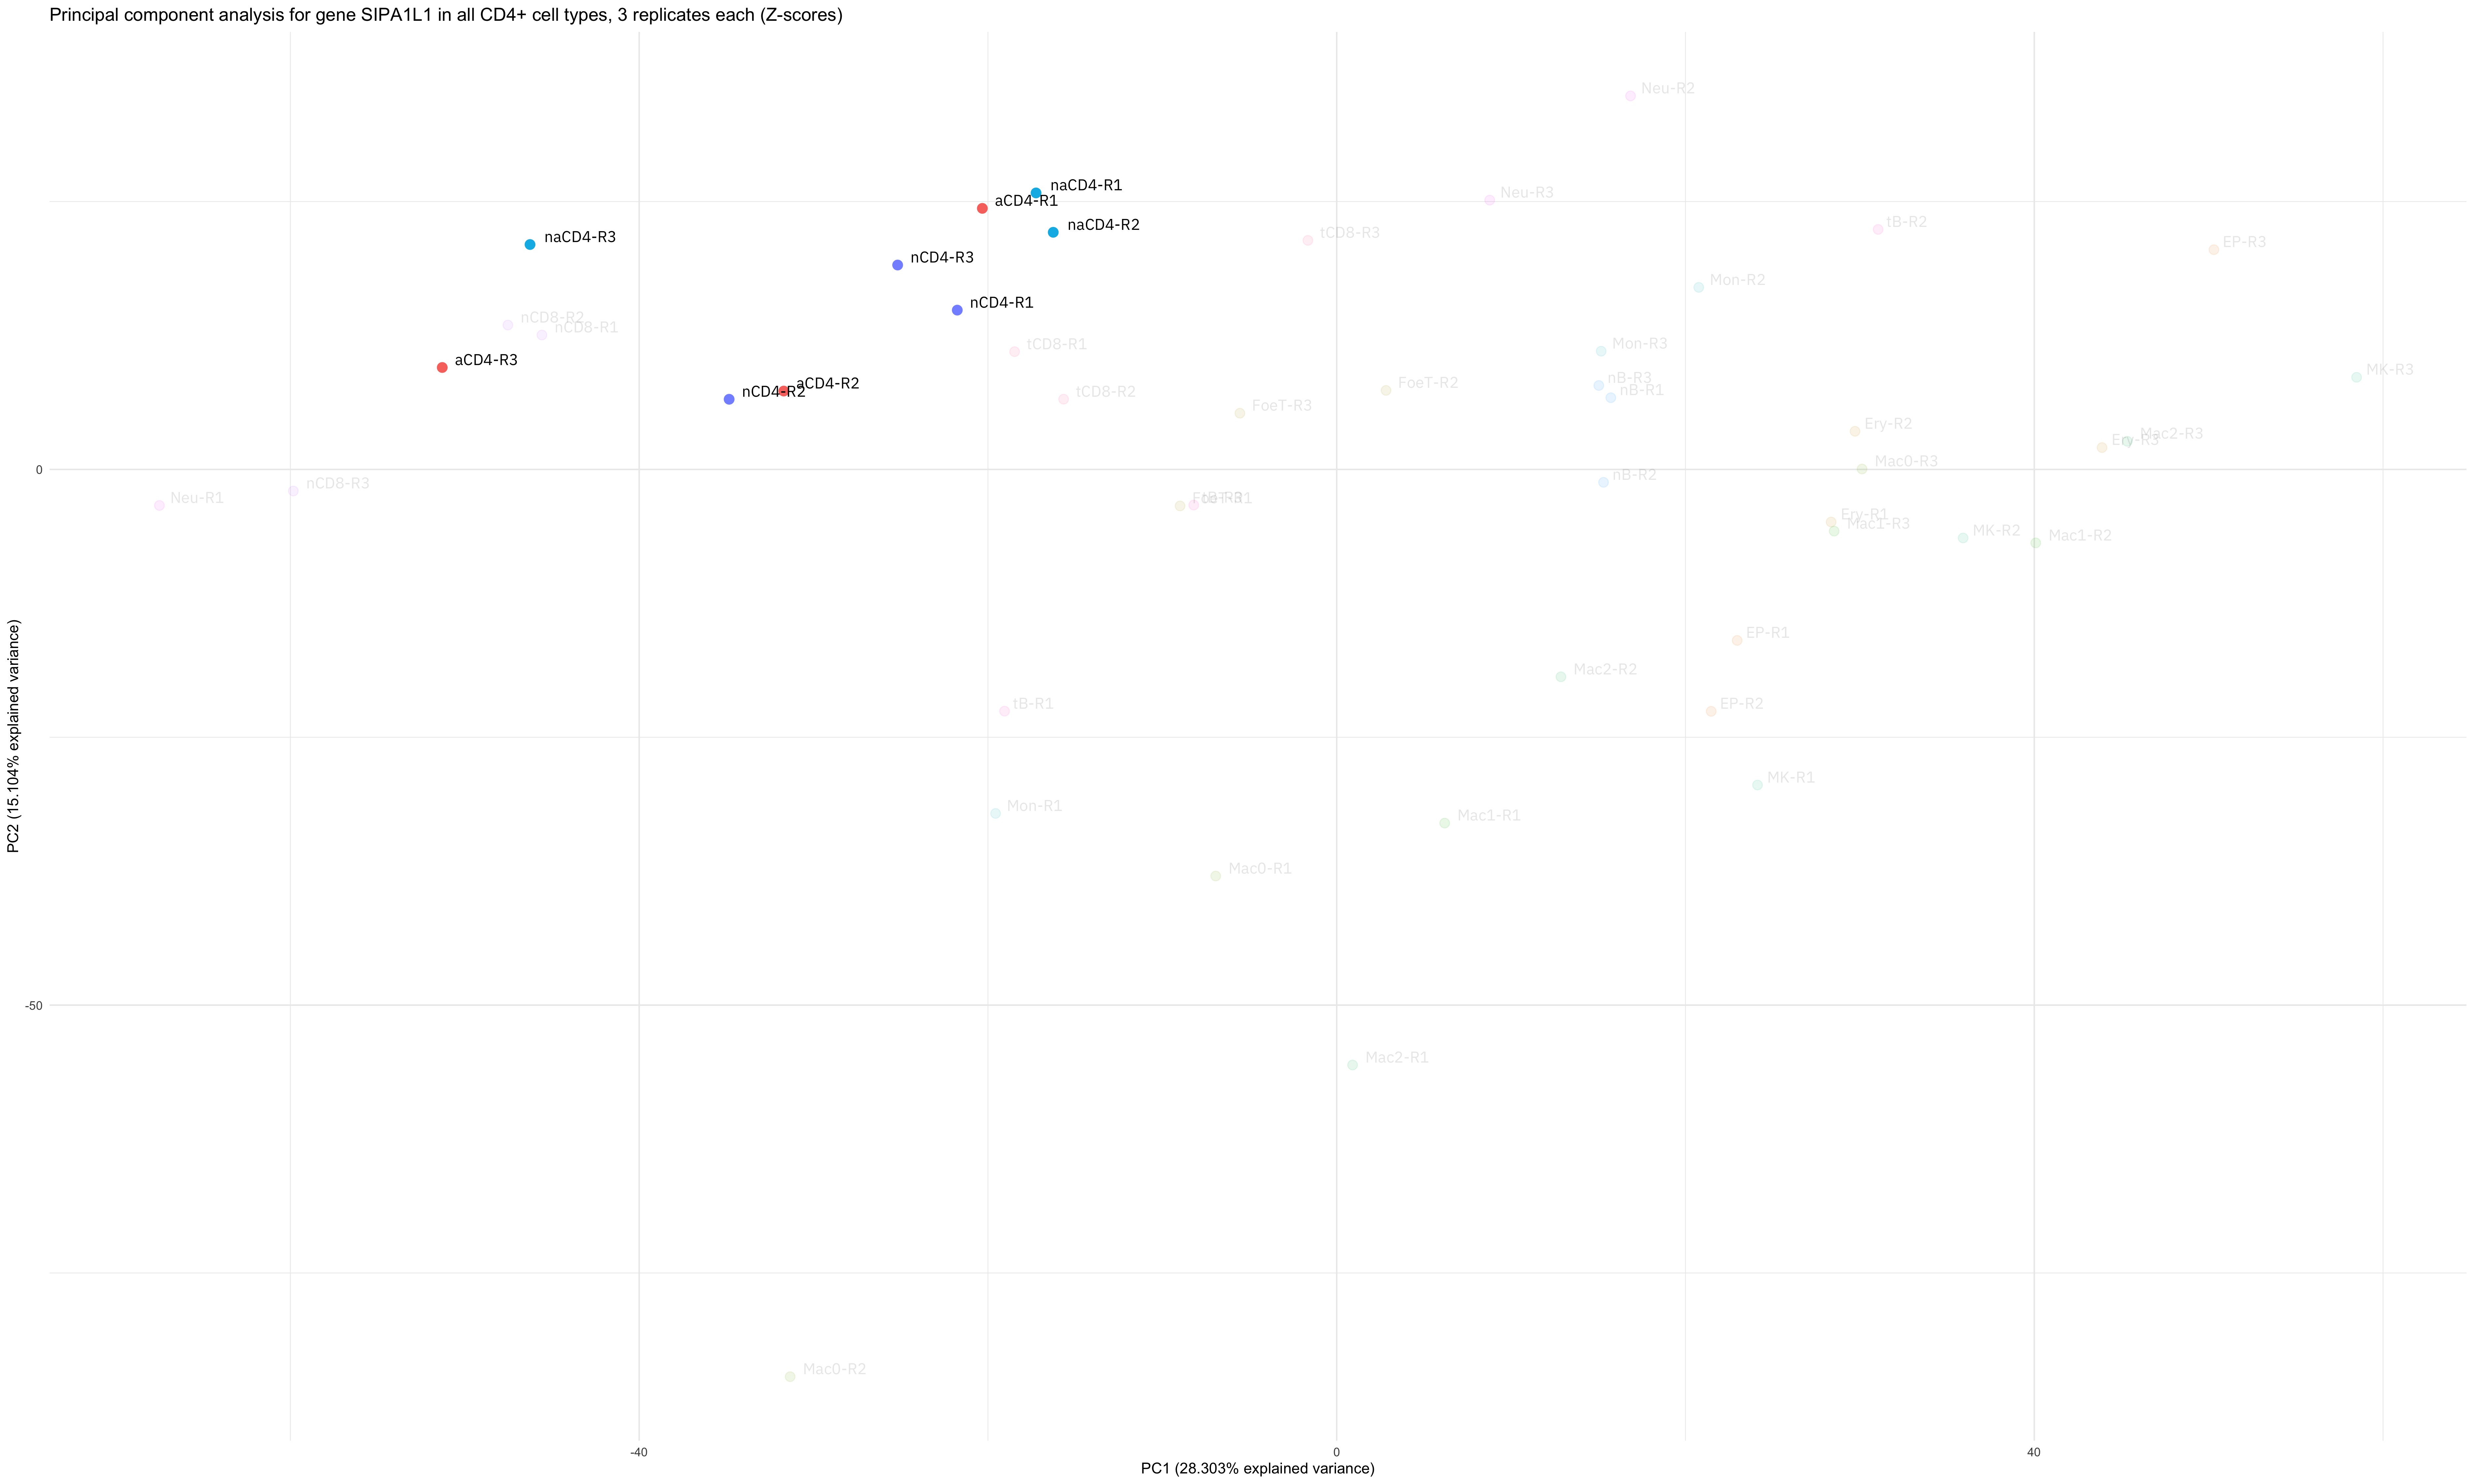 Principal component analysis for gene SIPA1L1 in all CD4+ cell types, 3 replicates each (Z-scores)
Neu-R2
naCD4-R1
Neu-R3
aCD4-R1
tB-R2
naCD4-R2
tCD8-R3
naCD4-R3
EP-R3
nCD4-R3
Mon-R2
nCD4-R1
nCD8-R2
nCD8-R1
Mon-R3
tCD8-R1
aCD4-R3
MK-R3
nB-R3
aCD4-R2
FoeT-R2
nB-R1
nCD4-R2
tCD8-R2
FoeT-R3
Ery-R2
Mac2-R3
Ery-R3
Mac0-R3
0
nB-R2
nCD8-R3
Neu-R1
FoeT-R1
tB-R3
Ery-R1
Mac1-R3
MK-R2
Mac1-R2
EP-R1
Mac2-R2
tB-R1
EP-R2
MK-R1
Mon-R1
Mac1-R1
Mac0-R1
-50
Mac2-R1
Mac0-R2
-40
0
40
PC1 (28.303% explained variance)
PC2 (15.104% explained variance)